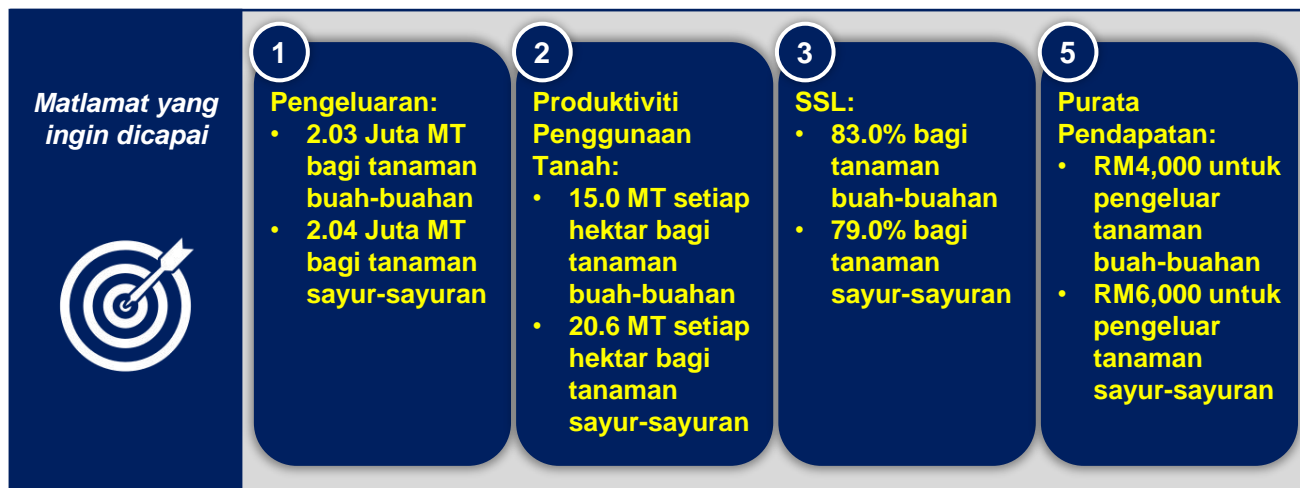 Matlamat yang
ingin dicapai
1
Pengeluaran:
• 2.03 Juta MT
bagi tanaman
buah-buahan
• 2.04 Juta MT
bagi tanaman
sayur-sayuran
2
Produktiviti
Penggunaan
Tanah:
• 15.0 MT setiap
hektar bagi
tanaman
buah-buahan
• 20.6 MT setiap
hektar bagi
tanaman
sayur-sayuran
3
SSL:
• 83.0% bagi
tanaman
buah-buahan
• 79.0% bagi
tanaman
sayur-sayuran
5
Purata
Pendapatan:
• RM4,000 untuk
pengeluar
tanaman
buah-buahan
• RM6,000 untuk
pengeluar
tanaman
sayur-sayuran